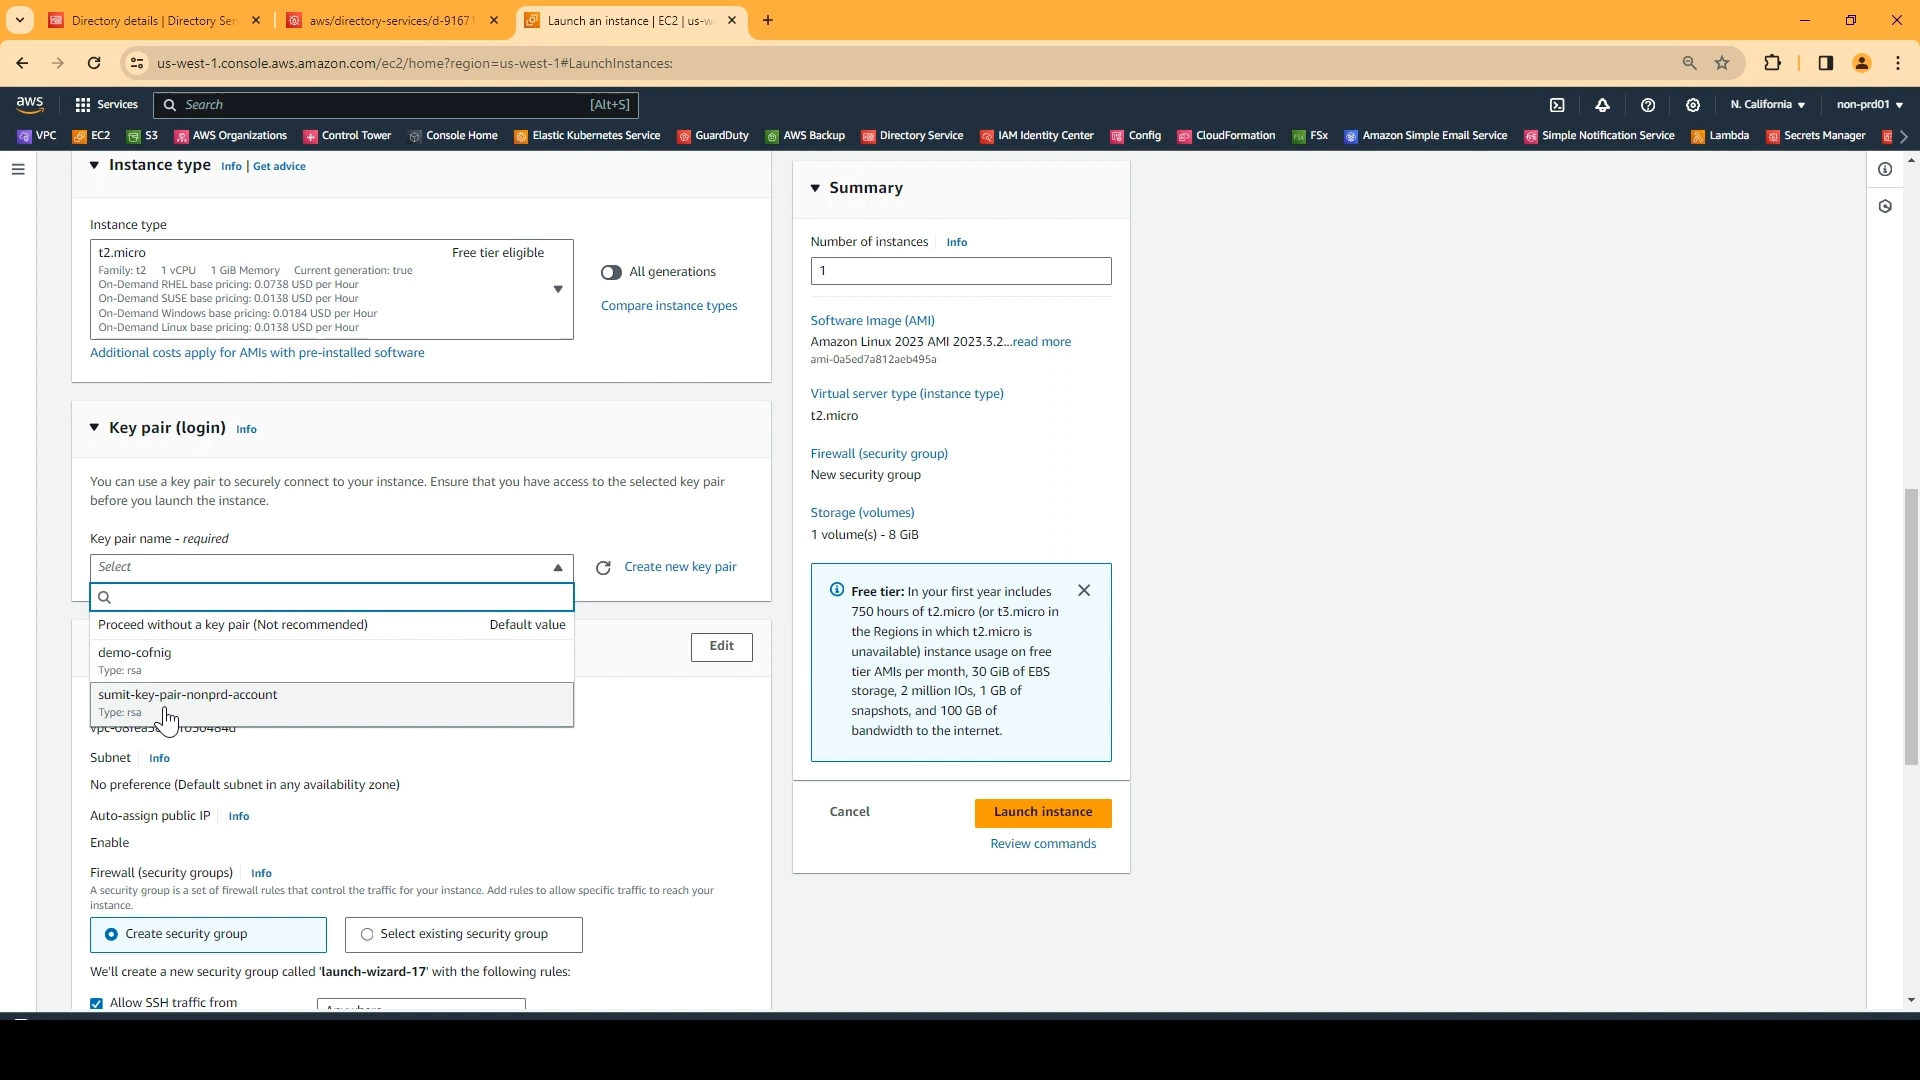 Directory details | Directory Ser
aws/directory-services/d-91671
Launch an instance | EC2 | us-w
us-west-1.console.aws.amazon.com/ec2/home?region=us-west-1#LaunchInstances:
aws
Services
Search
[Alt+S]
N. California
non-prd01
VPC
EC2
S3
AWS Organizations
Control Tower
Console Home
Elastic Kubernetes Service
GuardDuty
AWS Backup
Directory Service
IAM Identity Center
Config
CloudFormation
FSx
Amazon Simple Email Service
Simple Notification Service
Lambda
Secrets Manager
Instance type Info | Get advice
Instance type
t2.micro Free tier eligible
Family: t2 1 vCPU 1 GiB Memory Current generation: true
On-Demand RHEL base pricing: 0.0738 USD per Hour
On-Demand SUSE base pricing: 0.0138 USD per Hour
On-Demand Windows base pricing: 0.0184 USD per Hour
On-Demand Linux base pricing: 0.0138 USD per Hour
All generations
Compare instance types
Additional costs apply for AMIs with pre-installed software
Key pair (login) Info
You can use a key pair to securely connect to your instance. Ensure that you have access to the selected key pair
before you launch the instance.
Key pair name - required
Select
Create new key pair
Proceed without a key pair (Not recommended) Default value
demo-cofnig
Type: rsa
sumit-key-pair-nonprd-account
Type: rsa
Edit
Subnet Info
No preference (Default subnet in any availability zone)
Auto-assign public IP Info
Enable
Firewall (security groups) Info
A security group is a set of firewall rules that control the traffic for your instance. Add rules to allow specific traffic to reach your
instance.
Create security group
Select existing security group
We'll create a new security group called 'launch-wizard-17' with the following rules:
Allow SSH traffic from
Anywhere
Summary
Number of instances Info
1
Software Image (AMI)
Amazon Linux 2023 AMI 2023.3.2...read more
ami-0a5ed7a812aeb495a
Virtual server type (instance type)
t2.micro
Firewall (security group)
New security group
Storage (volumes)
1 volume(s) - 8 GiB
Free tier: In your first year includes
750 hours of t2.micro (or t3.micro in
the Regions in which t2.micro is
unavailable) instance usage on free
tier AMIs per month, 30 GiB of EBS
storage, 2 million IOs, 1 GB of
snapshots, and 100 GB of
bandwidth to the internet.
Cancel
Launch instance
Review commands